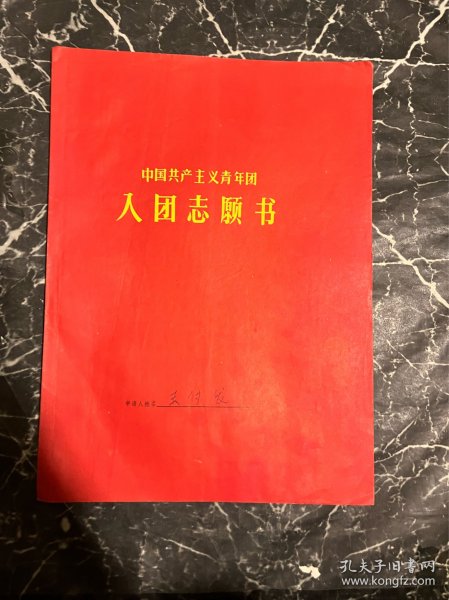 中国共产主义青年团
入团志愿书
申请人姓名 王
孔夫子旧书网
www.kongfz.com